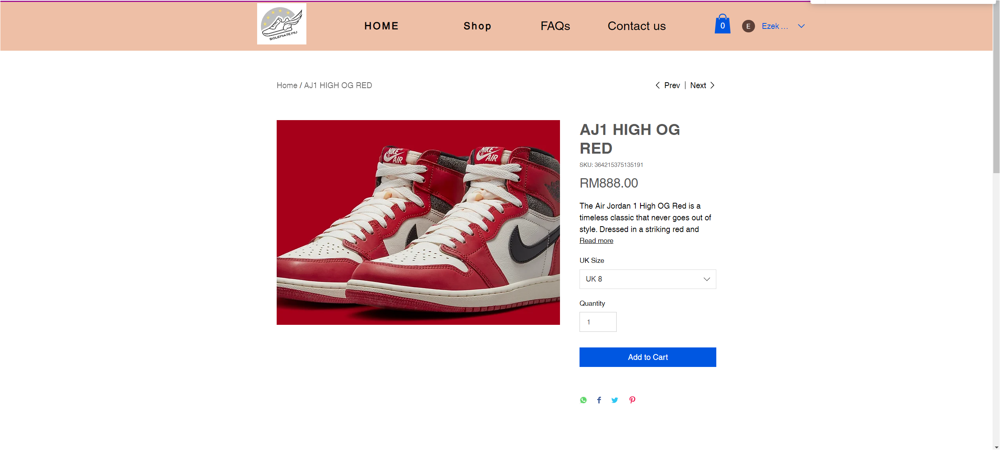 SOLEMATE MU
HOME
Shop
FAQs
Contact us
0
E
Ezek ...
Home / AJ1 HIGH OG RED
Prev | Next
NIKE
AIR
NIKE
AIR
AJ1 HIGH OG
RED
SKU: 364215375135191
RM888.00
The Air Jordan 1 High OG Red is a
timeless classic that never goes out of
style. Dressed in a striking red and
Read more
UK Size
UK 8
Quantity
1
Add to Cart